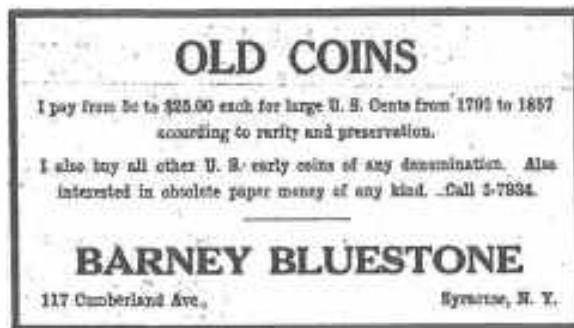 OLD COINS
I pay from 5c to $25.00 each for large U. S. Cents from 1793 to 1857
according to rarity and preservation.
I also buy all other U. S. early coins of any denomination. Also
interested in obsolete paper money of any kind. Call 5-7934.
BARNEY BLUESTONE
117 Cumberland Ave., Syracuse, N. Y.